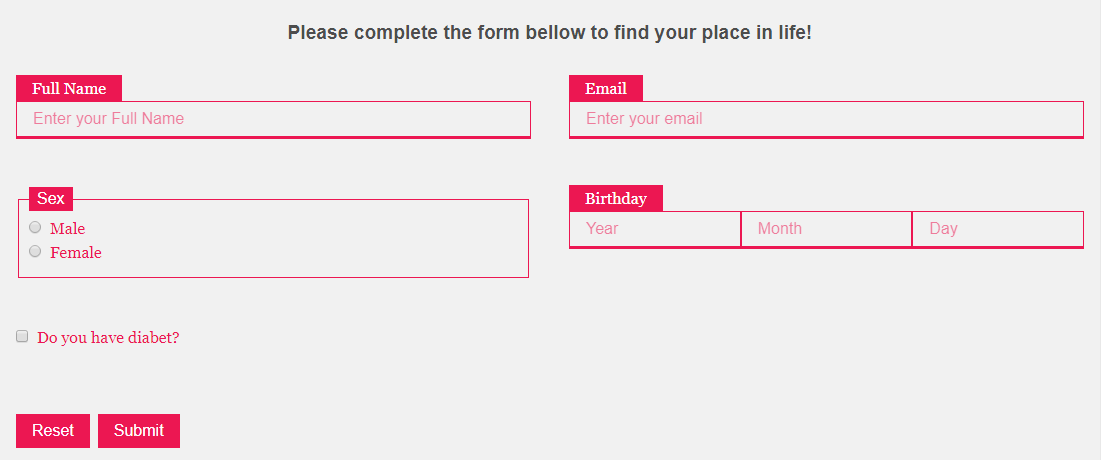 Please complete the form bellow to find your place in life!
Full Name
Enter your Full Name
Email
Enter your email
Sex
Male
Female
Birthday
Year Month Day
Do you have diabet?
Reset Submit